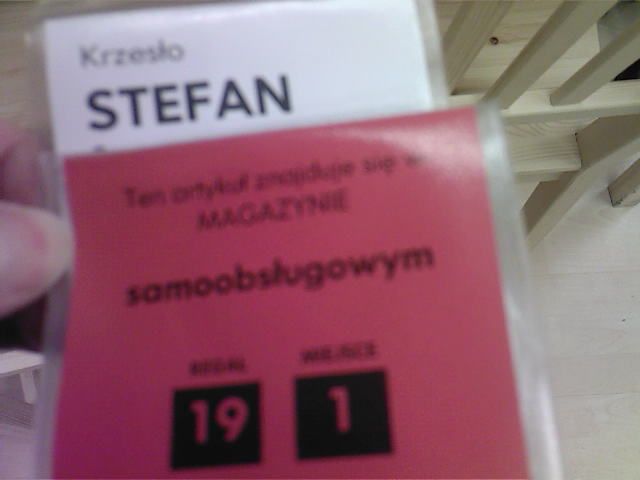 Krzesło
STEFAN
Ten artykuł znajduje się w
MAGAZYNIE
samoobsługowym
REGAŁ MIEJSCE
19 1